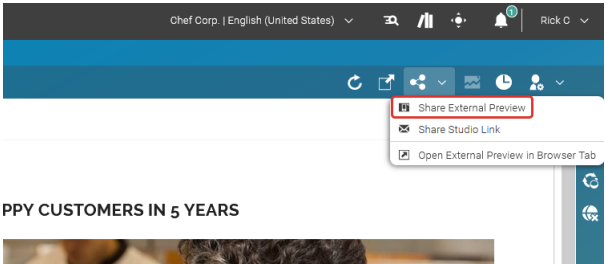 Chef Corp. | English (United States)
1
Rick C
Share External Preview
Share Studio Link
Open External Preview in Browser Tab
PPY CUSTOMERS IN 5 YEARS